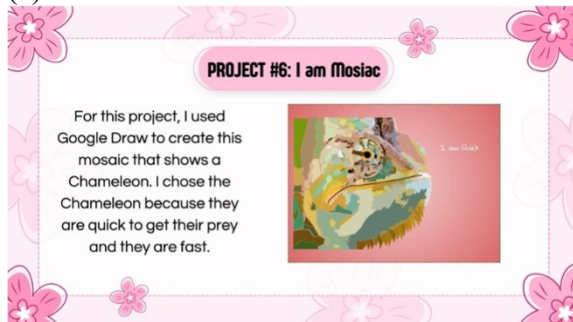 PROJECT #6: I am Mosiac
For this project, I used
Google Draw to create this
mosaic that shows a
Chameleon. I chose the
Chameleon because they
are quick to get their prey
and they are fast.
I am Quick